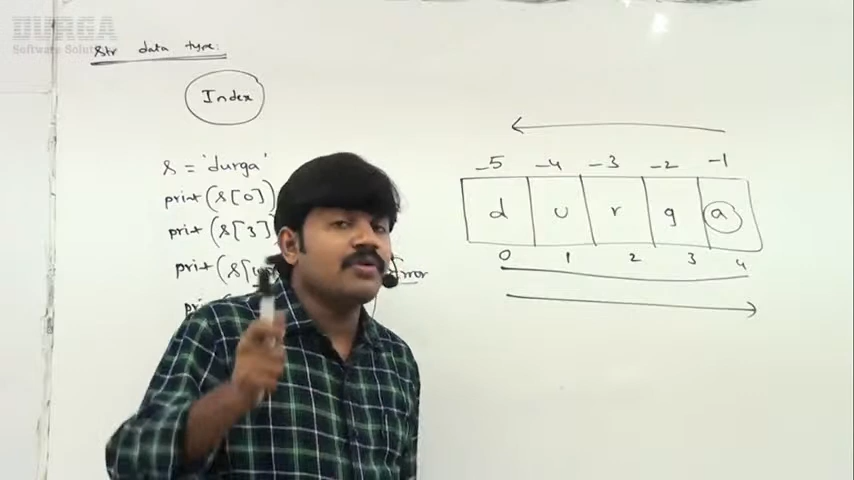 DURGA
Software Solutions
str data type:
Index
s = 'durga'
print (s[0])
print (s[3]
print (s[
Error
-5 -4 -3 -2 -1
d u r g a
0 1 2 3 4